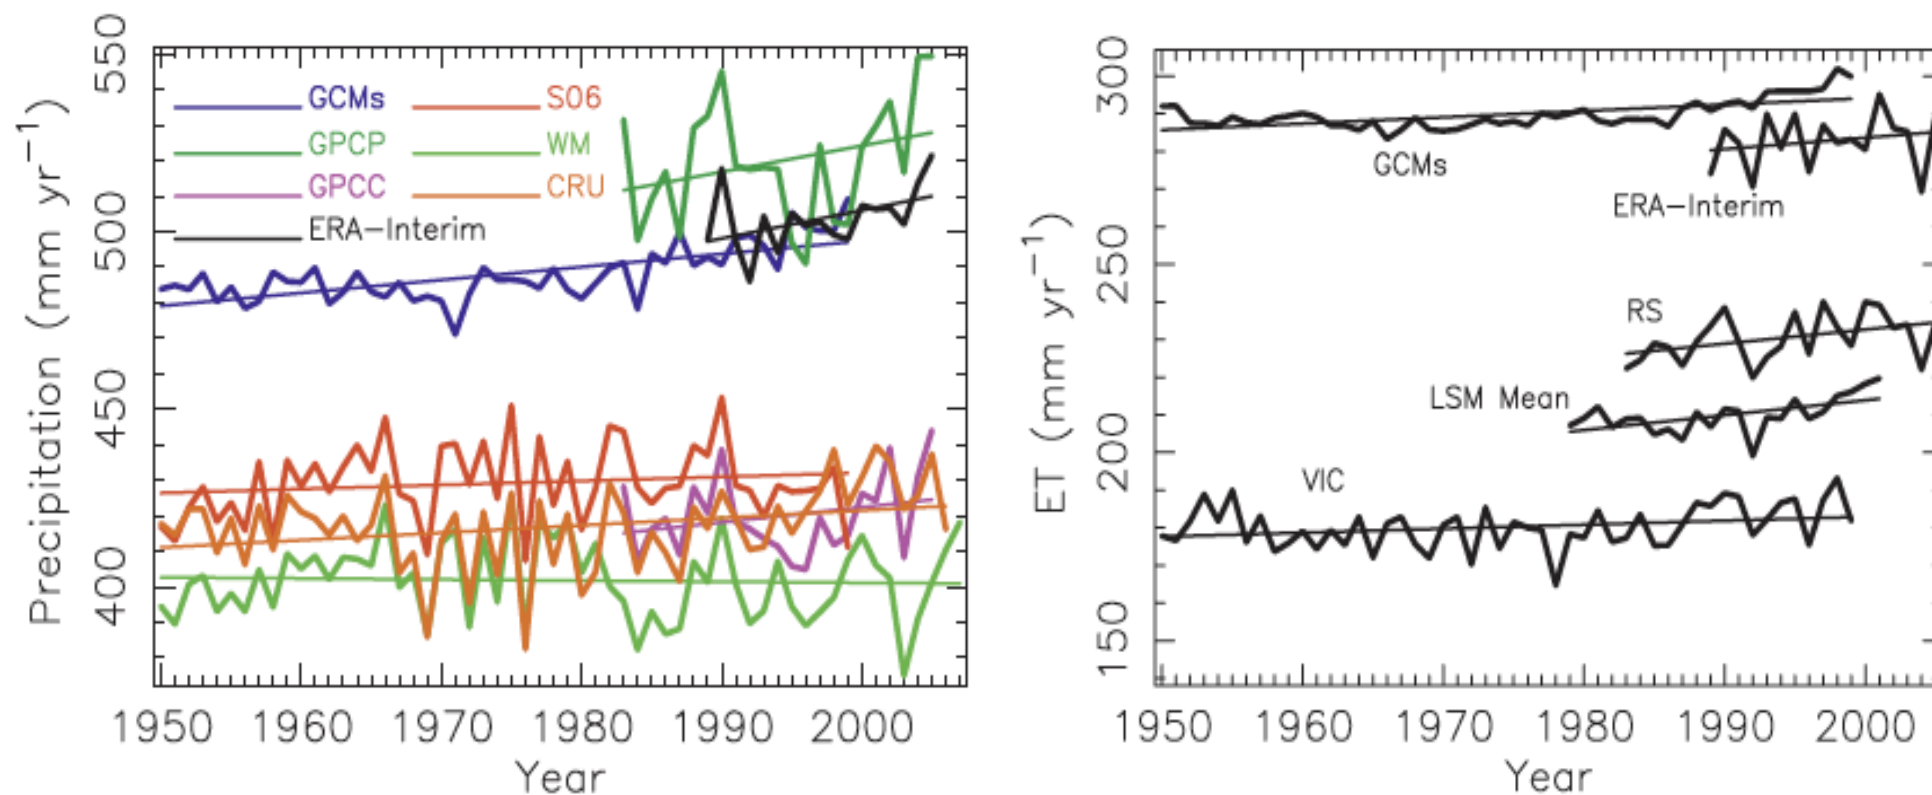 Precipitation (mm yr⁻¹)
550
500
450
400
GCMs
S06
GPCP
WM
GPCC
CRU
ERA-Interim
1950 1960 1970 1980 1990 2000
Year
ET (mm yr⁻¹)
300
250
200
150
GCMs
ERA-Interim
RS
LSM Mean
VIC
1950 1960 1970 1980 1990 2000
Year